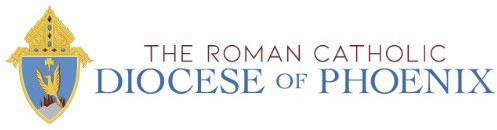 THE ROMAN CATHOLIC
DIOCESE OF PHOENIX